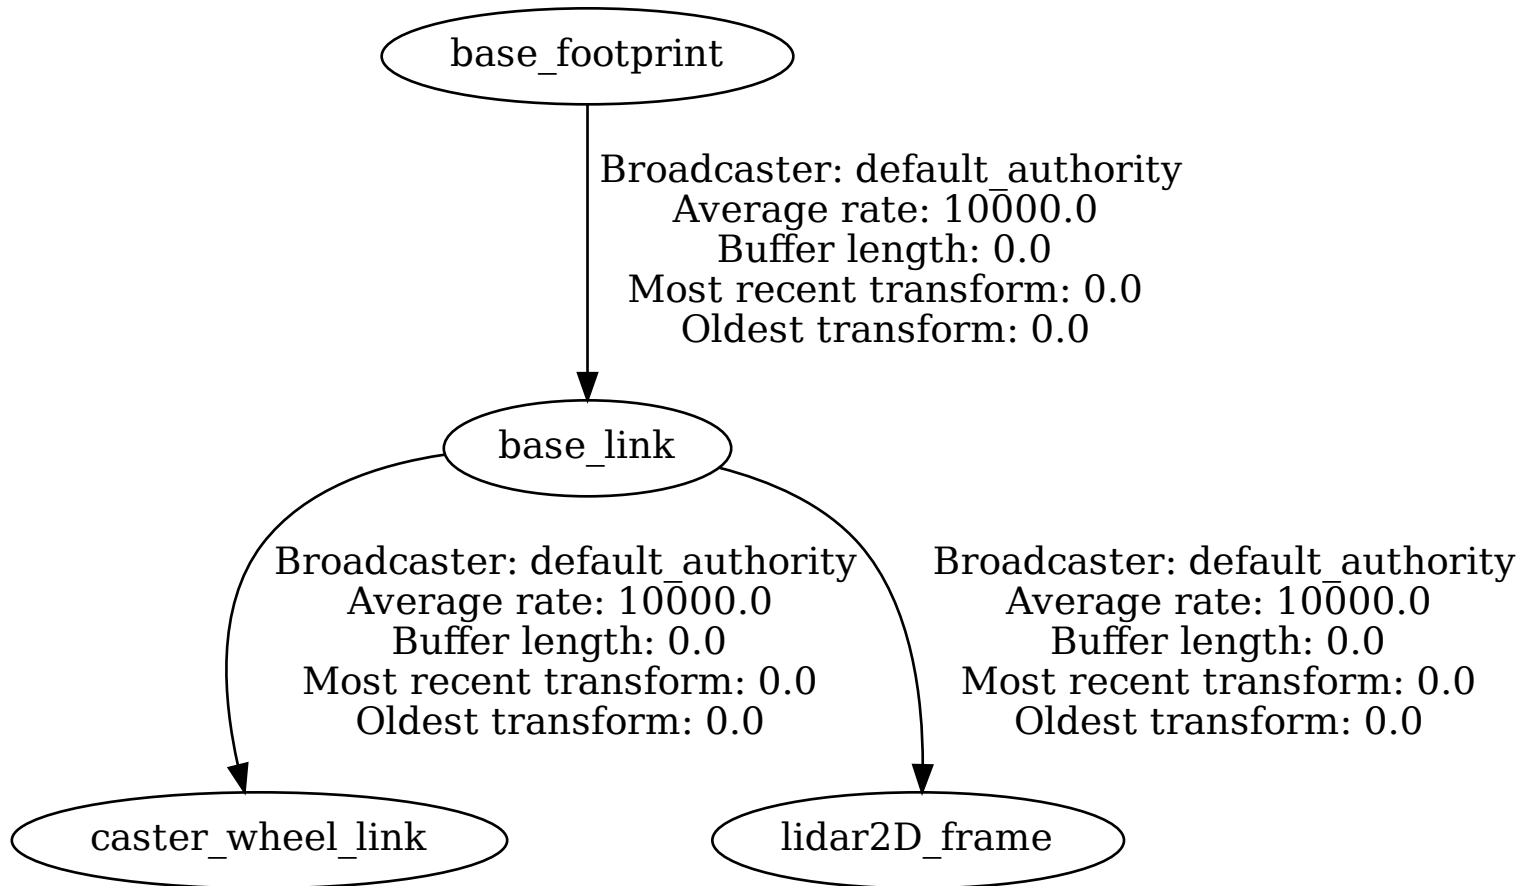 base_footprint
Broadcaster: default_authority
Average rate: 10000.0
Buffer length: 0.0
Most recent transform: 0.0
Oldest transform: 0.0
base_link
Broadcaster: default_authority
Average rate: 10000.0
Buffer length: 0.0
Most recent transform: 0.0
Oldest transform: 0.0
Broadcaster: default_authority
Average rate: 10000.0
Buffer length: 0.0
Most recent transform: 0.0
Oldest transform: 0.0
caster_wheel_link
lidar2D_frame